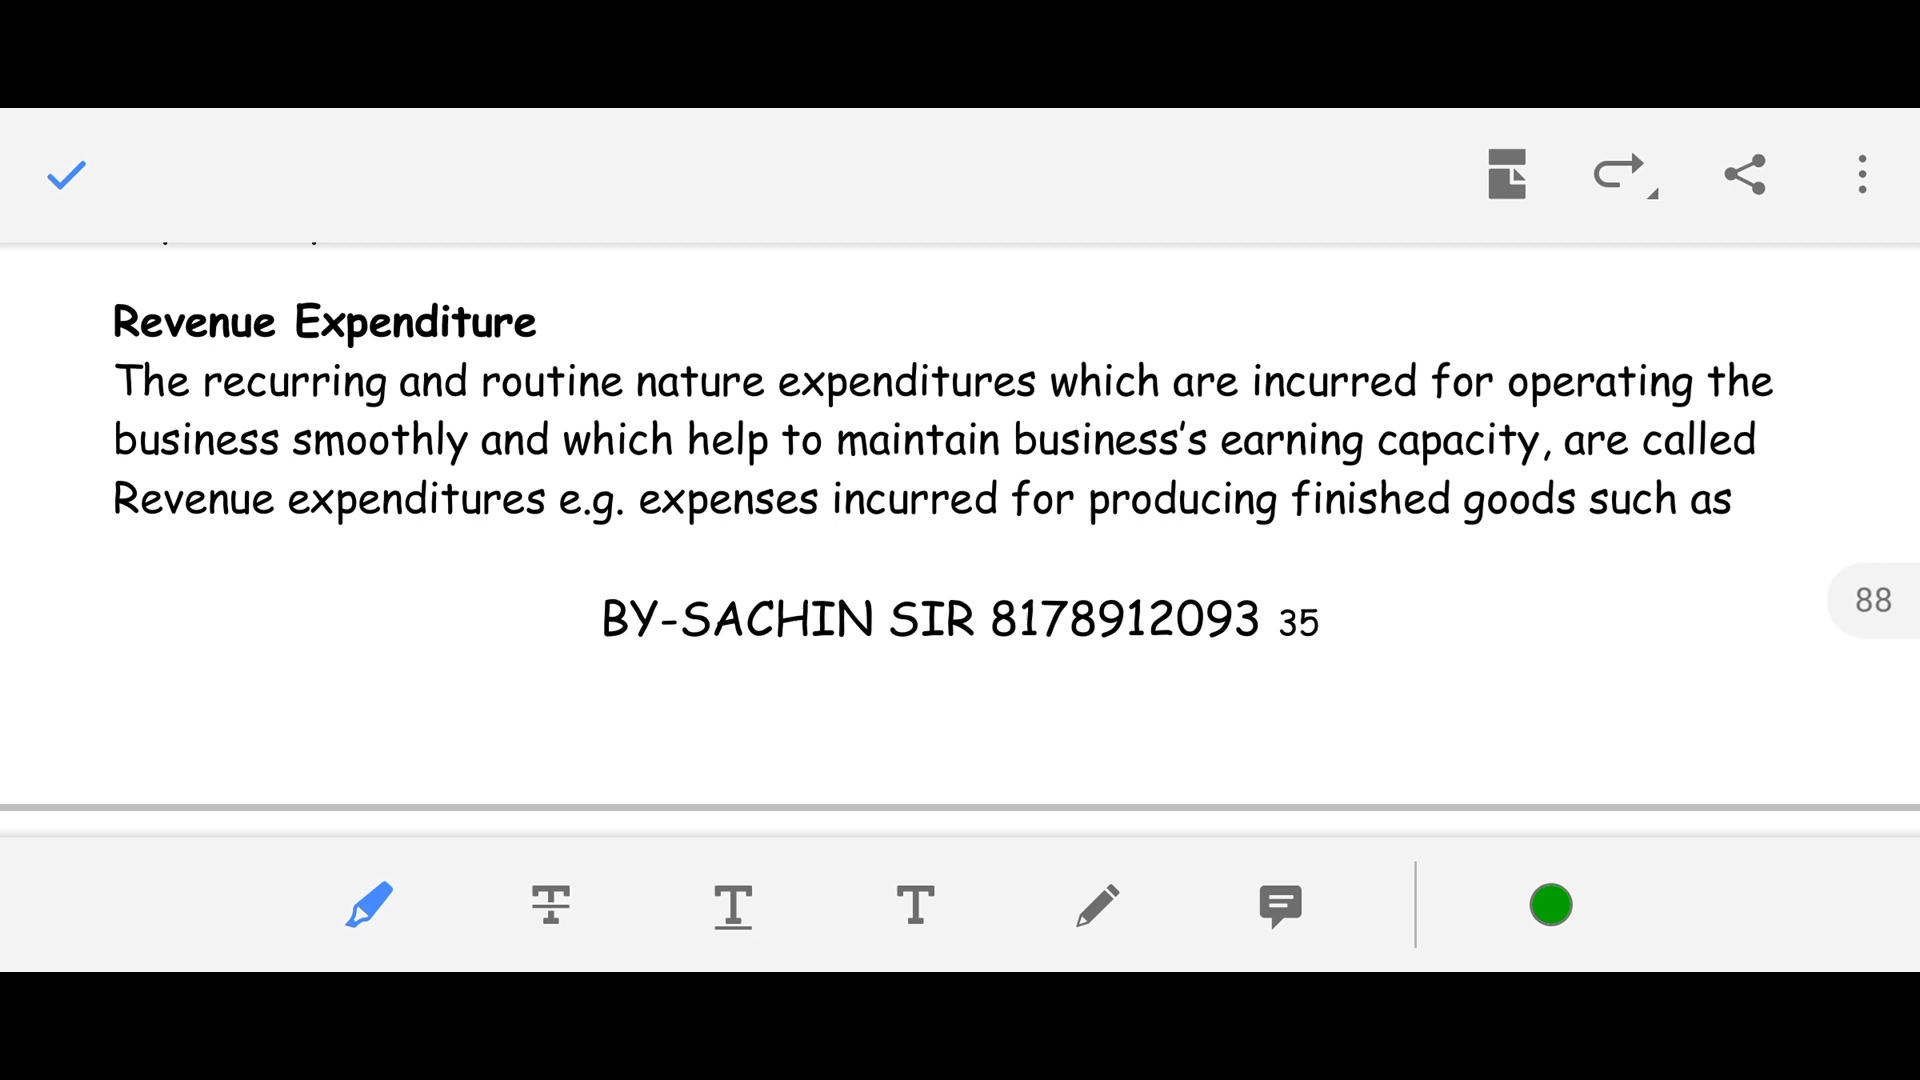 Revenue Expenditure
The recurring and routine nature expenditures which are incurred for operating the
business smoothly and which help to maintain business's earning capacity, are called
Revenue expenditures e.g. expenses incurred for producing finished goods such as
BY-SACHIN SIR 8178912093 35
88